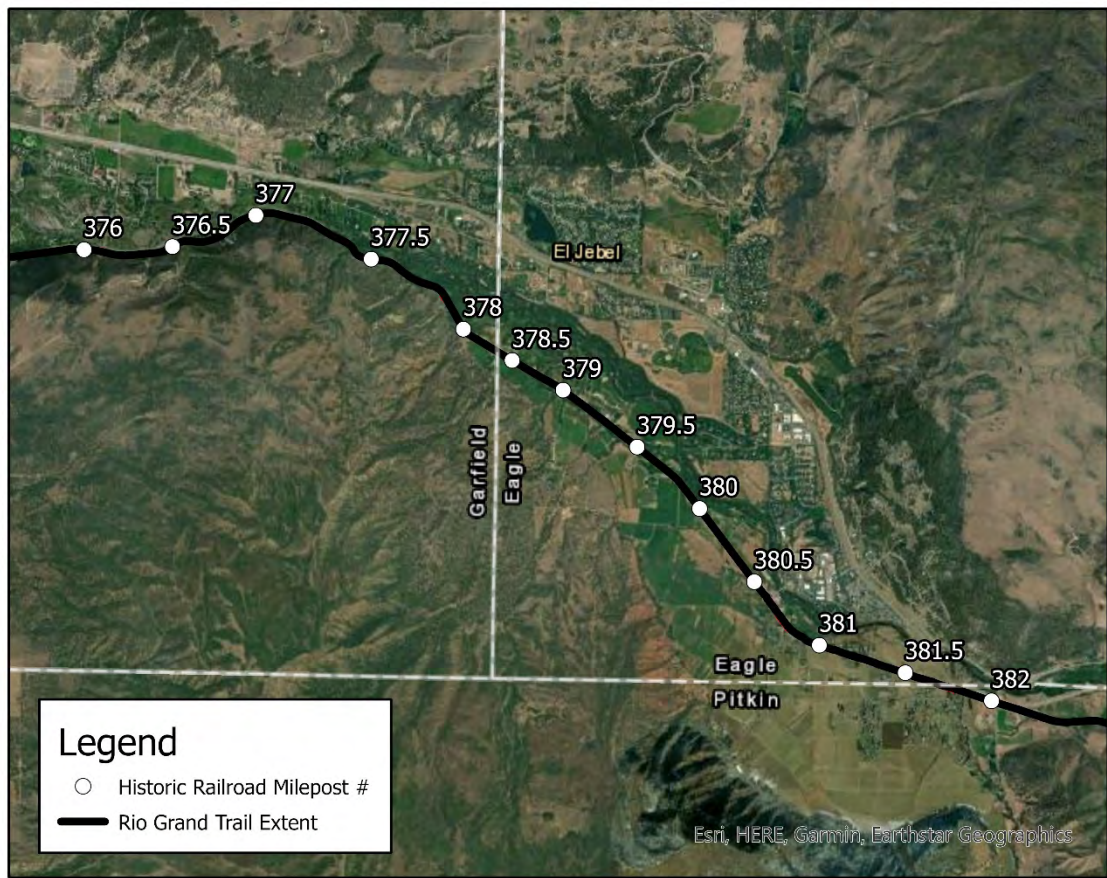 377
376
376.5
377.5
El Jebel
378
378.5
379
379.5
Garfield
Eagle
380
380.5
381
381.5
Eagle
Pitkin
382
Legend
Historic Railroad Milepost #
Rio Grand Trail Extent
Esri, HERE, Garmin, Earthstar Geographics